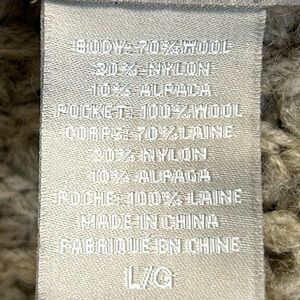 BODY: 70% WOOL
20% NYLON
10% ALPACA
POCKET: 100% WOOL
CORPS: 70% LAINE
20% NYLON
10% ALPAGA
POCHE: 100% LAINE
MADE IN CHINA
FABRIQUÉ EN CHINE
L/G